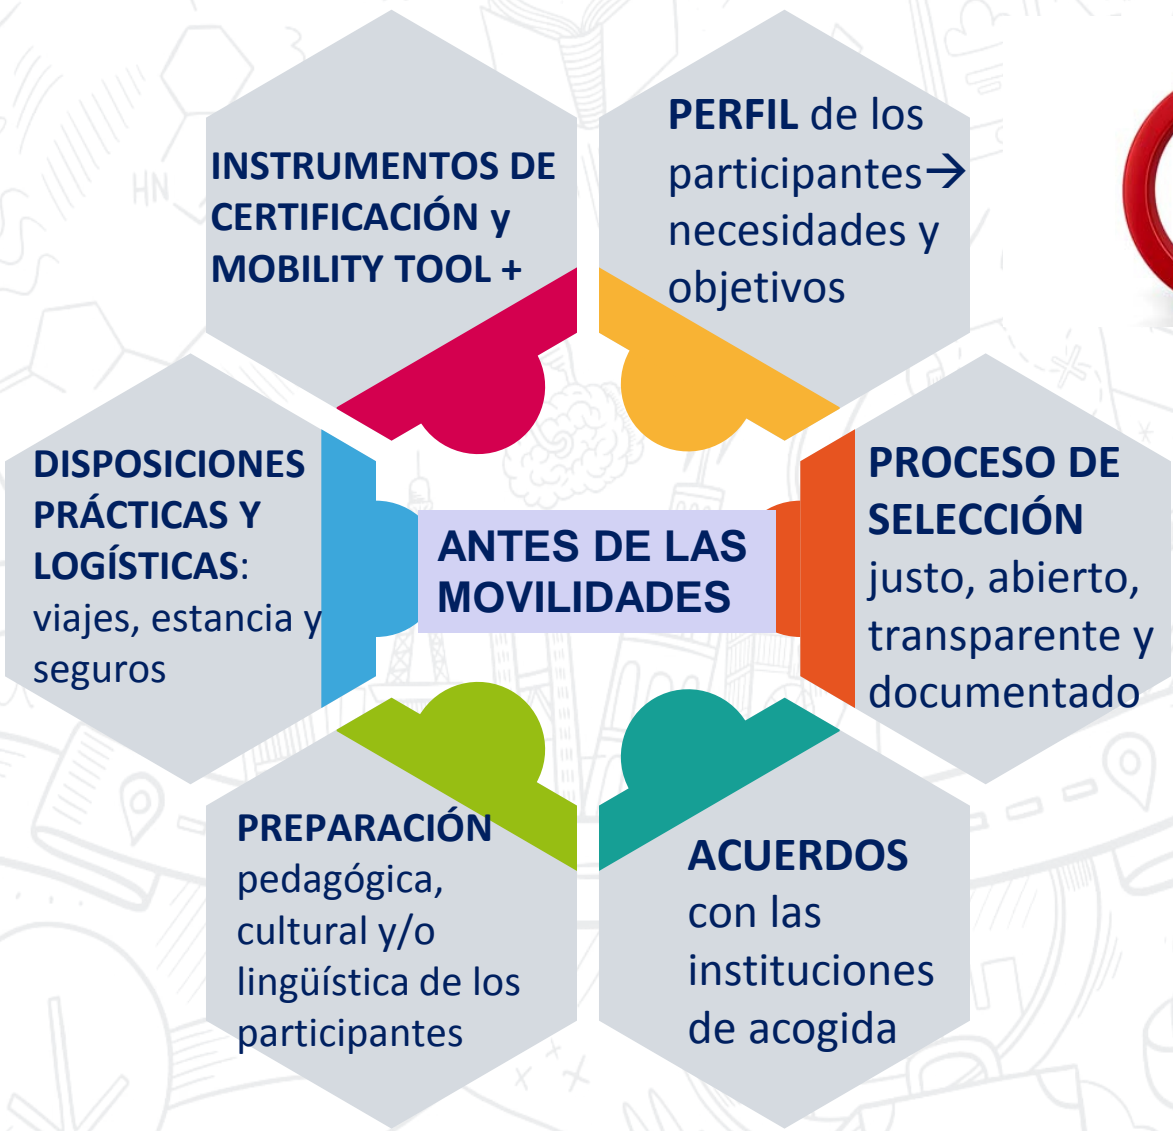 INSTRUMENTOS DE
CERTIFICACIÓN y
MOBILITY TOOL +
PERFIL de los
participantes→
necesidades y
objetivos
DISPOSICIONES
PRÁCTICAS Y
LOGÍSTICAS:
viajes, estancia y
seguros
ANTES DE LAS
MOVILIDADES
PROCESO DE
SELECCIÓN
justo, abierto,
transparente y
documentado
PREPARACIÓN
pedagógica,
cultural y/o
lingüística de los
participantes
ACUERDOS
con las
instituciones
de acogida
HN